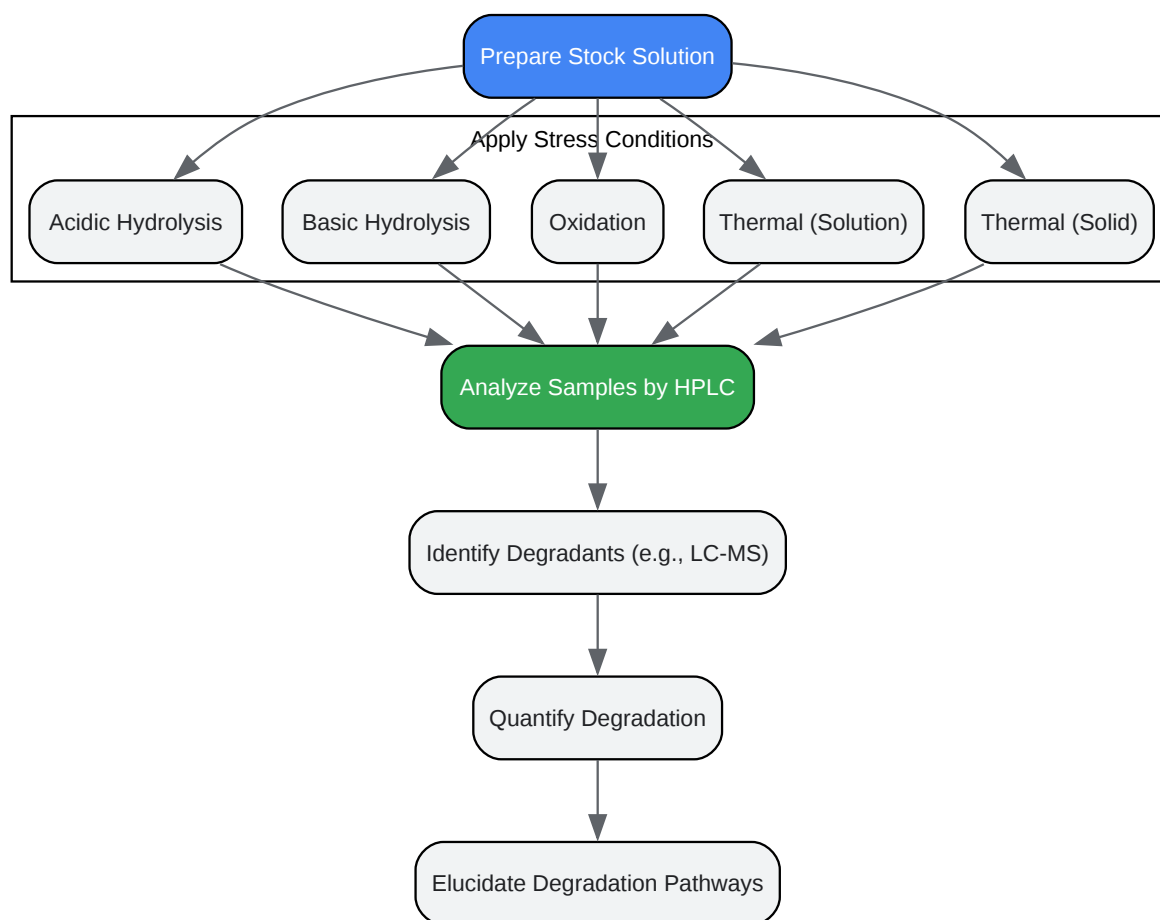 Prepare Stock Solution
Apply Stress Conditions
Acidic Hydrolysis
Basic Hydrolysis
Oxidation
Thermal (Solution)
Thermal (Solid)
Analyze Samples by HPLC
Identify Degradants (e.g., LC-MS)
Quantify Degradation
Elucidate Degradation Pathways